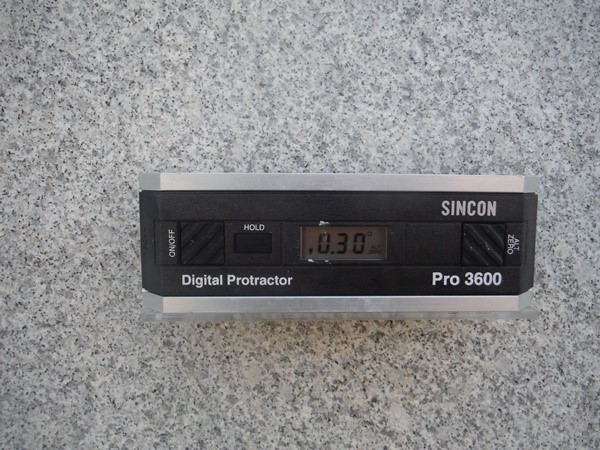 SINCON
HOLD
ON/OFF
0.30°
ALT
ZERO
Digital Protractor
Pro 3600